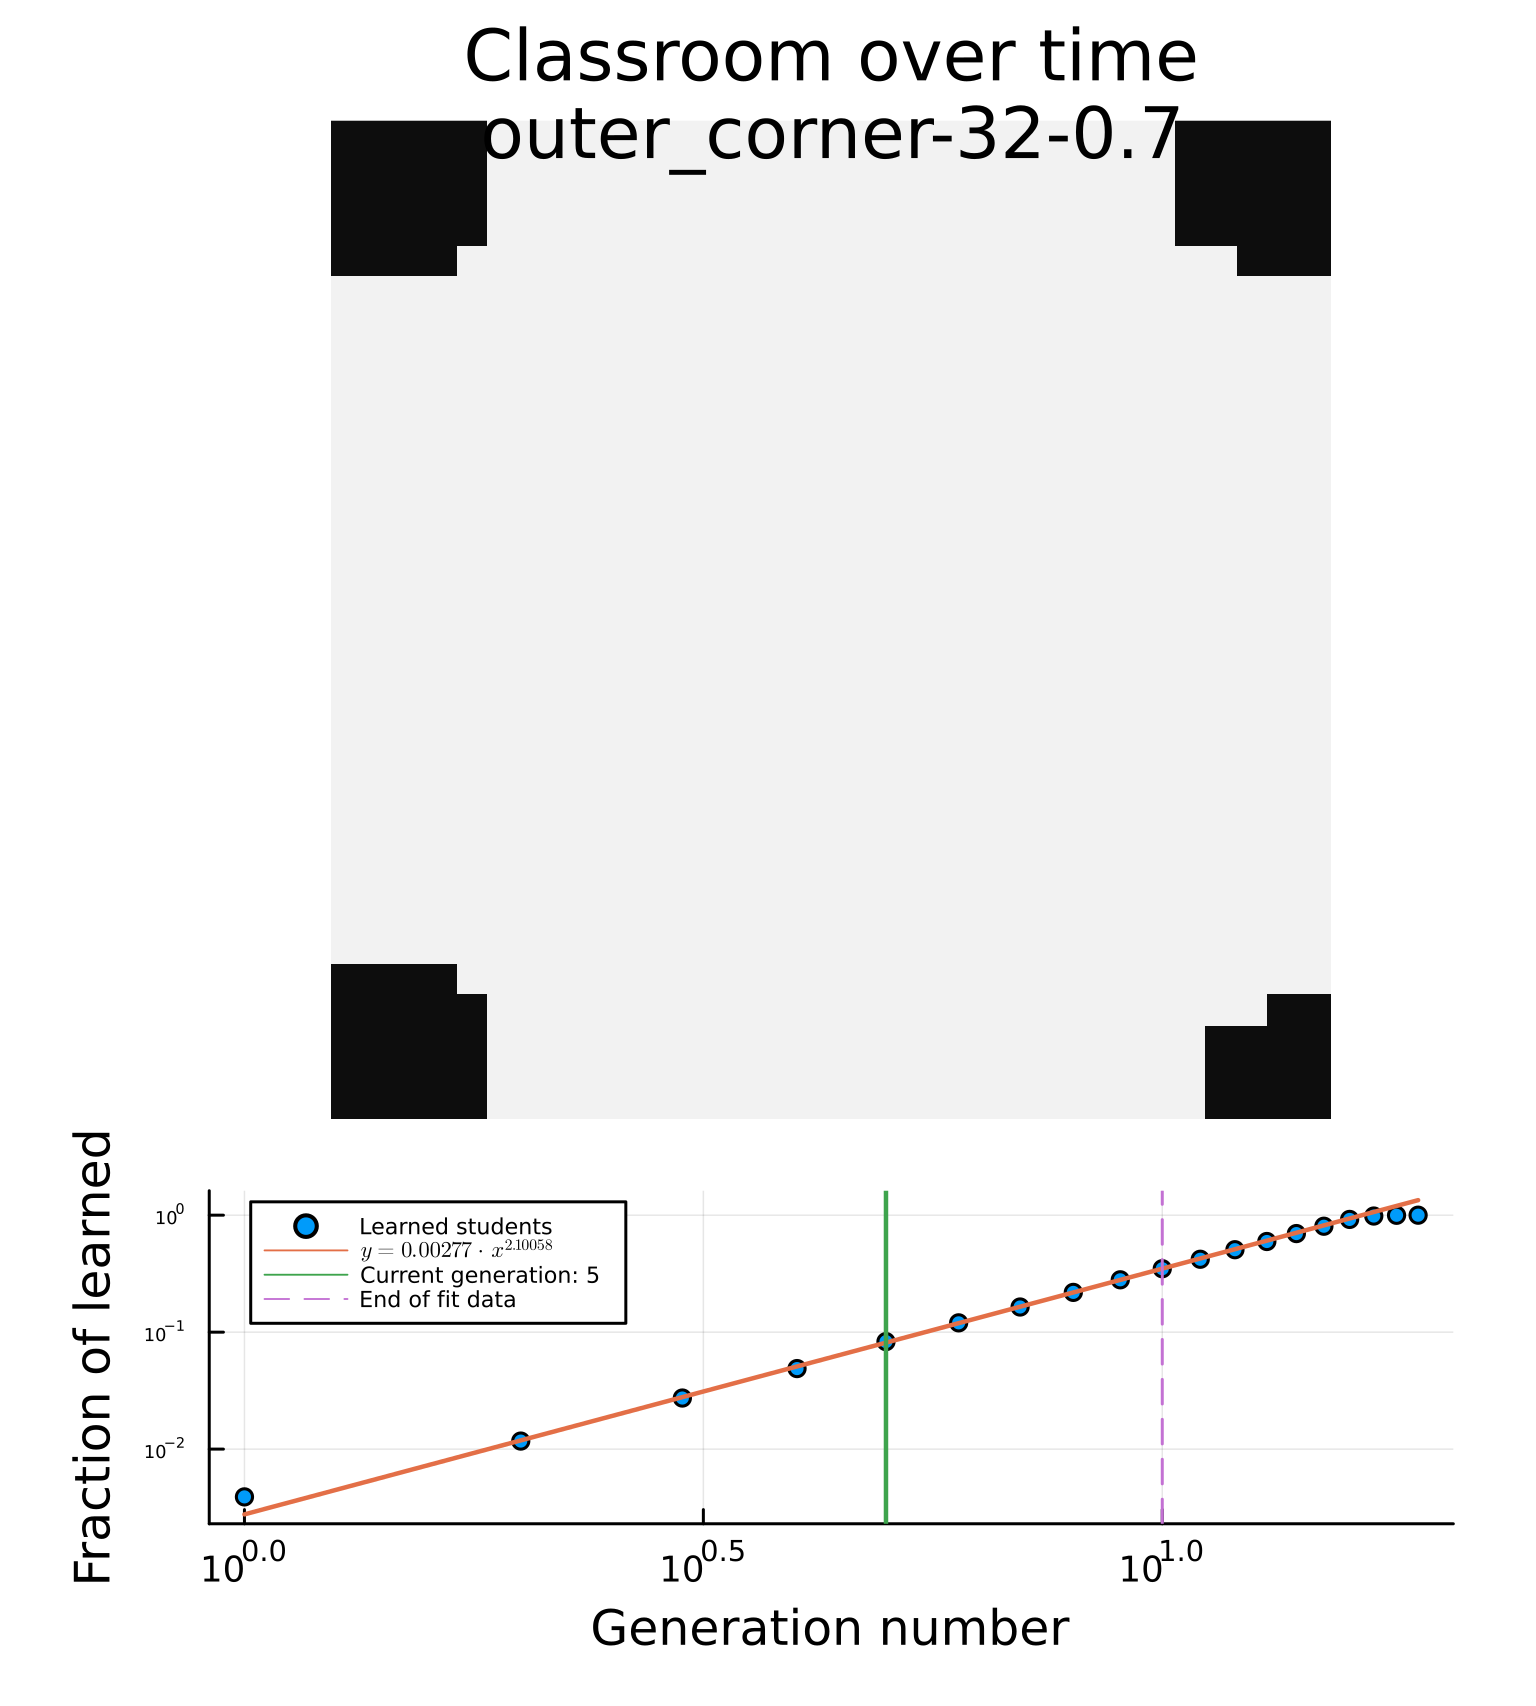 Classroom over time
outer_corner-32-0.7
Fraction of learned
10⁰
10⁻¹
10⁻²
Learned students
y = 0.00277 · x^2.10058
Current generation: 5
End of fit data
10^0.0
10^0.5
10^1.0
Generation number